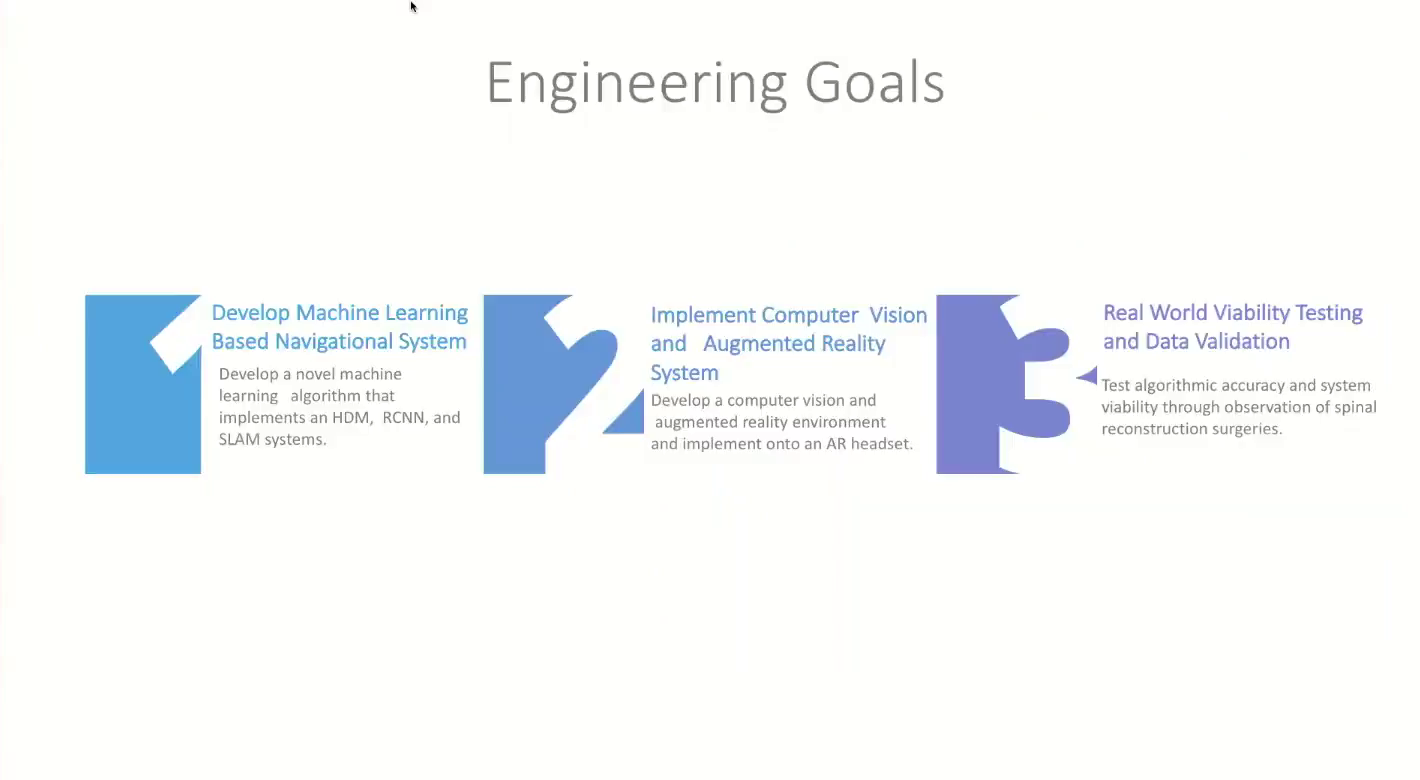 Engineering Goals
1
Develop Machine Learning
Based Navigational System
Develop a novel machine
learning algorithm that
implements an HDM, RCNN, and
SLAM systems.
2
Implement Computer Vision
and Augmented Reality
System
Develop a computer vision and
augmented reality environment
and implement onto an AR headset.
3
Real World Viability Testing
and Data Validation
Test algorithmic accuracy and system
viability through observation of spinal
reconstruction surgeries.